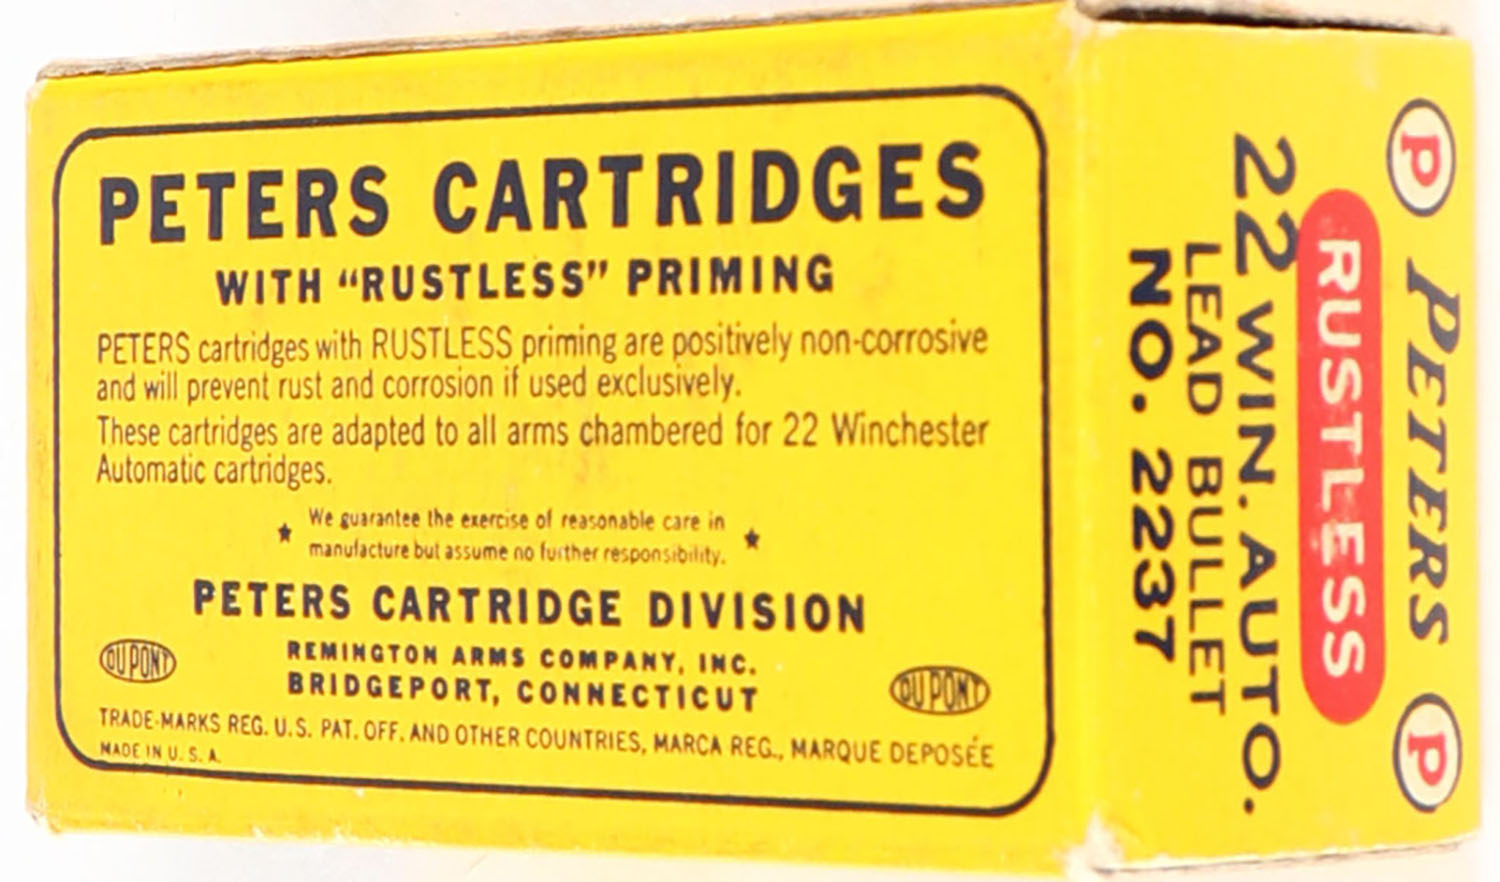 PETERS CARTRIDGES
WITH “RUSTLESS” PRIMING
PETERS cartridges with RUSTLESS priming are positively non-corrosive
and will prevent rust and corrosion if used exclusively.
These cartridges are adapted to all arms chambered for 22 Winchester
Automatic cartridges.
★ We guarantee the exercise of reasonable care in ★
manufacture but assume no further responsibility.
PETERS CARTRIDGE DIVISION
DU PONT
REMINGTON ARMS COMPANY, INC.
BRIDGEPORT, CONNECTICUT
DU PONT
TRADE-MARKS REG. U.S. PAT. OFF. AND OTHER COUNTRIES, MARCA REG., MARQUE DEPOSÉE
MADE IN U. S. A.
P PETERS P
RUSTLESS
22 WIN. AUTO.
LEAD BULLET
NO. 2237